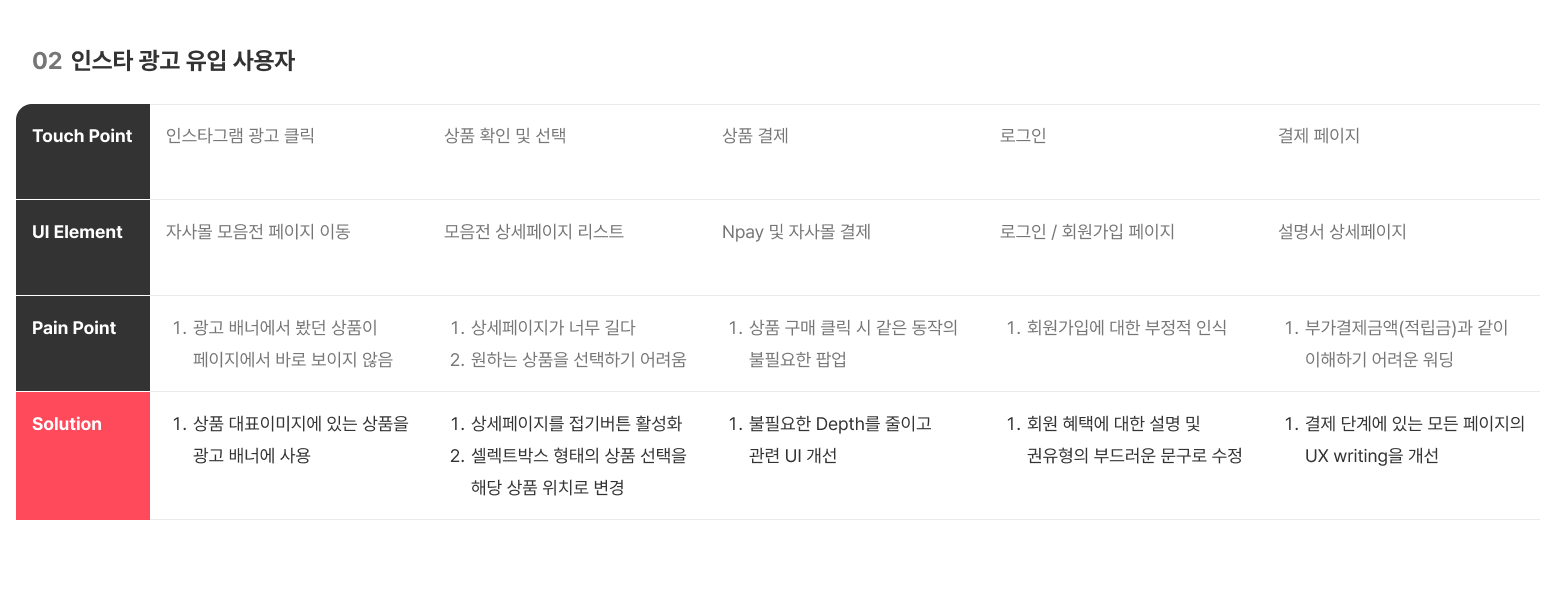 02 인스타 광고 유입 사용자
Touch Point
인스타그램 광고 클릭
상품 확인 및 선택
상품 결제
로그인
결제 페이지
UI Element
자사몰 모음전 페이지 이동
모음전 상세페이지 리스트
Npay 및 자사몰 결제
로그인 / 회원가입 페이지
설명서 상세페이지
Pain Point
1. 광고 배너에서 봤던 상품이
페이지에서 바로 보이지 않음
1. 상세페이지가 너무 길다
2. 원하는 상품을 선택하기 어려움
1. 상품 구매 클릭 시 같은 동작의
불필요한 팝업
1. 회원가입에 대한 부정적 인식
1. 부가결제금액(적립금)과 같이
이해하기 어려운 워딩
Solution
1. 상품 대표이미지에 있는 상품을
광고 배너에 사용
1. 상세페이지를 접기버튼 활성화
2. 셀렉트박스 형태의 상품 선택을
해당 상품 위치로 변경
1. 불필요한 Depth를 줄이고
관련 UI 개선
1. 회원 혜택에 대한 설명 및
권유형의 부드러운 문구로 수정
1. 결제 단계에 있는 모든 페이지의
UX writing을 개선